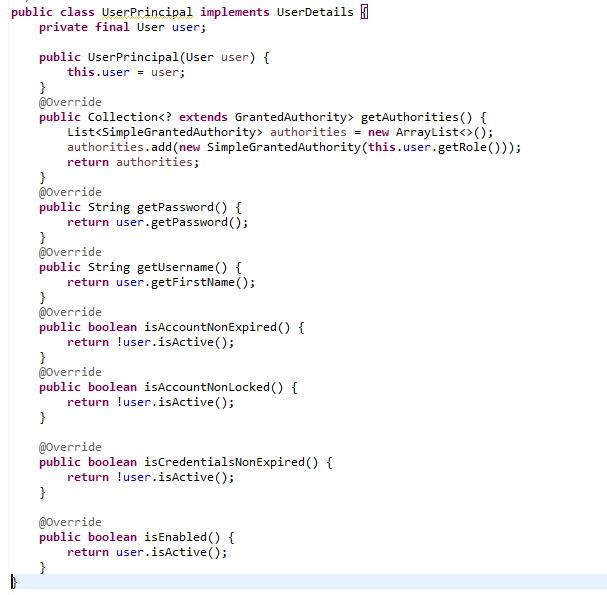 public class UserPrincipal implements UserDetails {
    private final User user;

    public UserPrincipal(User user) {
        this.user = user;
    }
    @Override
    public Collection<? extends GrantedAuthority> getAuthorities() {
        List<SimpleGrantedAuthority> authorities = new ArrayList<>();
        authorities.add(new SimpleGrantedAuthority(this.user.getRole()));
        return authorities;
    }
    @Override
    public String getPassword() {
        return user.getPassword();
    }
    @Override
    public String getUsername() {
        return user.getFirstName();
    }
    @Override
    public boolean isAccountNonExpired() {
        return !user.isActive();
    }
    @Override
    public boolean isAccountNonLocked() {
        return !user.isActive();
    }

    @Override
    public boolean isCredentialsNonExpired() {
        return !user.isActive();
    }

    @Override
    public boolean isEnabled() {
        return user.isActive();
    }
}